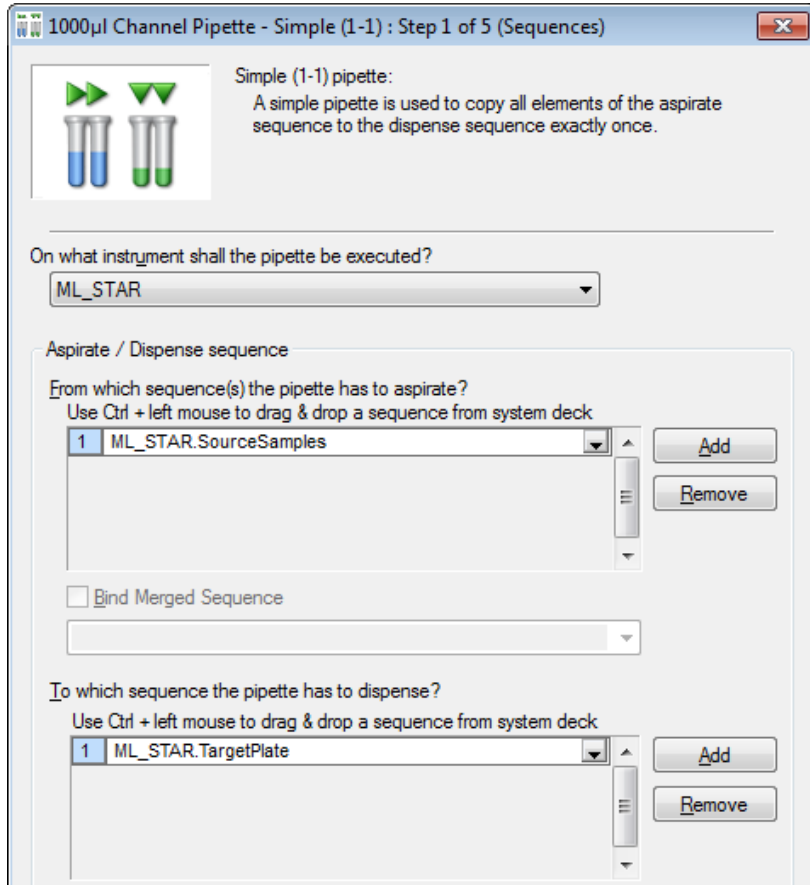 1000µl Channel Pipette - Simple (1-1) : Step 1 of 5 (Sequences)
Simple (1-1) pipette:
A simple pipette is used to copy all elements of the aspirate
sequence to the dispense sequence exactly once.
On what instrument shall the pipette be executed?
ML_STAR
Aspirate / Dispense sequence
From which sequence(s) the pipette has to aspirate?
Use Ctrl + left mouse to drag & drop a sequence from system deck
1 ML_STAR.SourceSamples
Add
Remove
Bind Merged Sequence
To which sequence the pipette has to dispense?
Use Ctrl + left mouse to drag & drop a sequence from system deck
1 ML_STAR.TargetPlate
Add
Remove